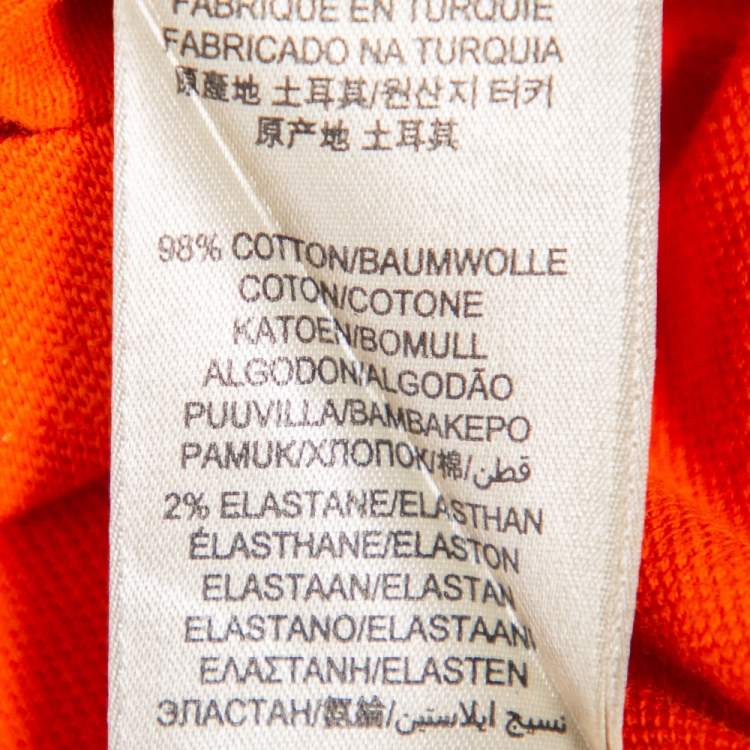 FABRIQUÉ EN TURQUIE
FABRICADO NA TURQUIA
原產地 土耳其/원산지 터키
原产地 土耳其
98% COTTON/BAUMWOLLE
COTON/COTONE
KATOEN/BOMULL
ALGODON/ALGODÃO
PUUVILLA/BAMBAKEPO
PAMUK/ХЛОПОК/棉/قطن
2% ELASTANE/ELASTHAN
ÉLASTHANE/ELASTON
ELASTAAN/ELASTAN
ELASTANO/ELASTAANI
ΕΛΑΣΤΑΝΗ/ELASTEN
ЭЛАСТАН/氨綸/نسيج ايلاستين